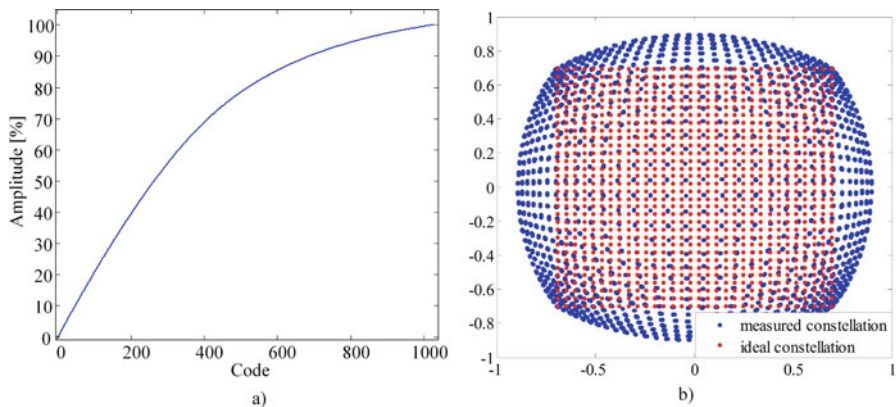 100
90
80
70
60
50
40
30
20
10
0
Amplitude [%]
0 200 400 600 800 1000
Code
a)
1
0.8
0.6
0.4
0.2
0
-0.2
-0.4
-0.6
-0.8
-1
-1 -0.5 0 0.5 1
measured constellation
ideal constellation
b)